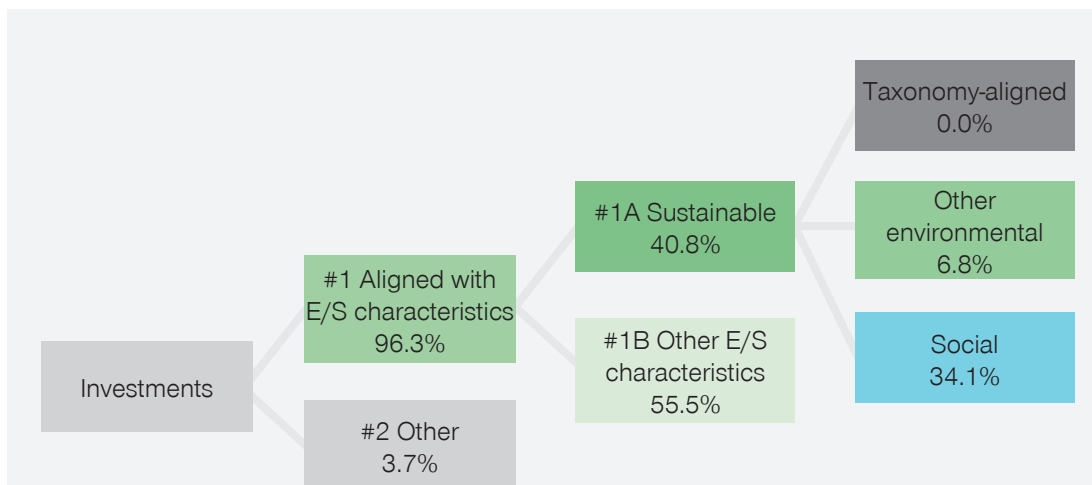 Investments
#1 Aligned with
E/S characteristics
96.3%
#2 Other
3.7%
#1A Sustainable
40.8%
#1B Other E/S
characteristics
55.5%
Taxonomy-aligned
0.0%
Other
environmental
6.8%
Social
34.1%